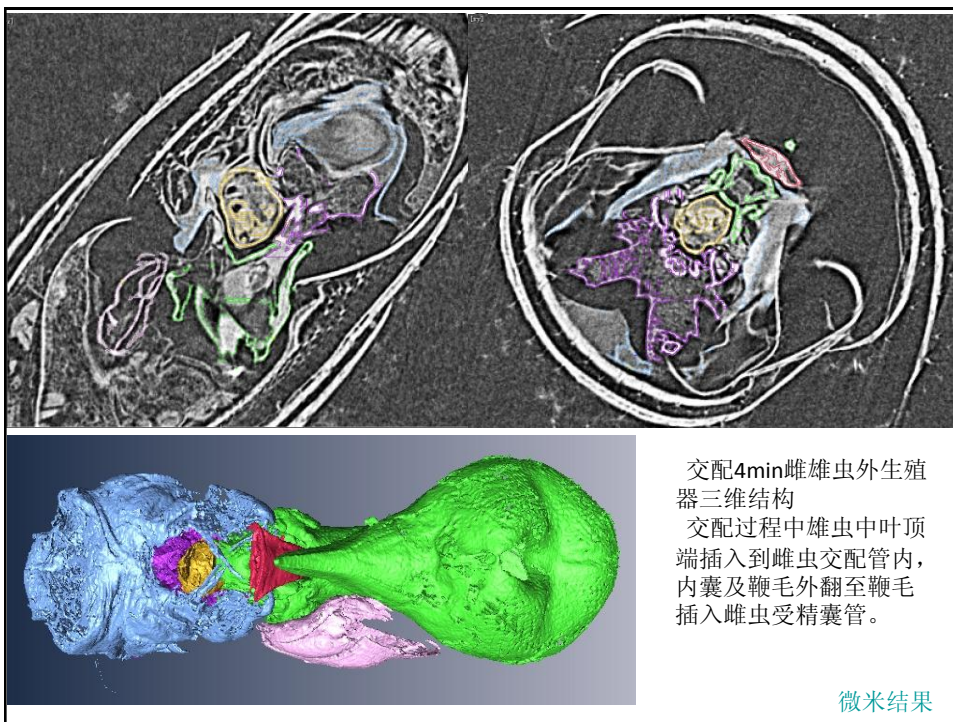 交配4min雌雄虫外生殖
器三维结构
交配过程中雄虫中叶顶
端插入到雌虫交配管内，
内囊及鞭毛外翻至鞭毛
插入雌虫受精囊管。
微米结果